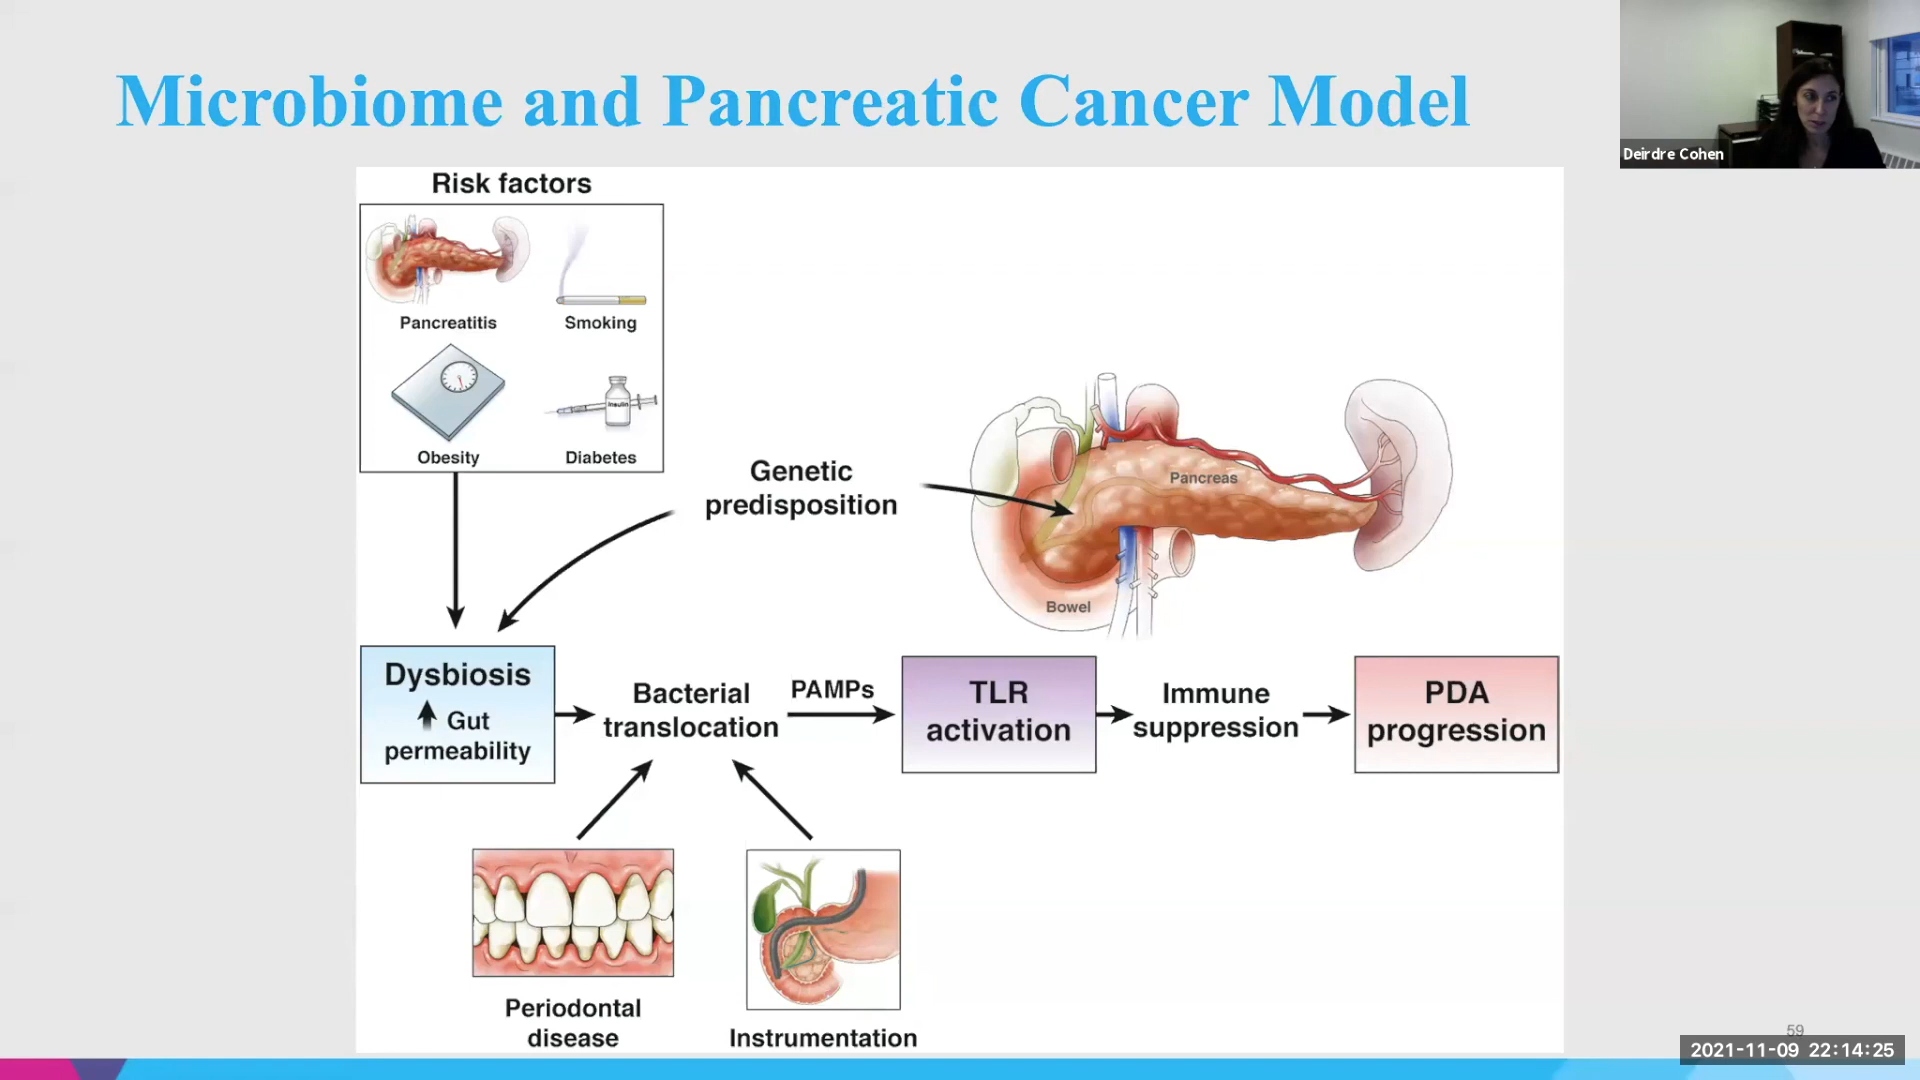 Microbiome and Pancreatic Cancer Model
Deirdre Cohen
Risk factors
Pancreatitis
Smoking
Insulin
Obesity
Diabetes
Genetic
predisposition
Pancreas
Bowel
Dysbiosis
Gut
permeability
Bacterial
translocation
PAMPs
TLR
activation
Immune
suppression
PDA
progression
Periodontal
disease
Instrumentation
59
2021-11-09 22:14:25